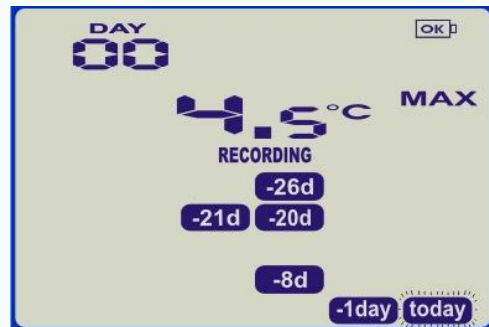 DAY
OK
00
4.5°C MAX
RECORDING
-26d
-21d -20d
-8d
-1day today